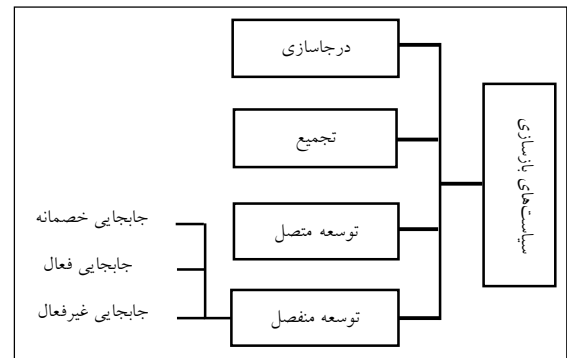 سیاست‌های بازسازی
درجاسازی
تجمیع
توسعه متصل
توسعه منفصل
جابجایی خصمانه
جابجایی فعال
جابجایی غیرفعال